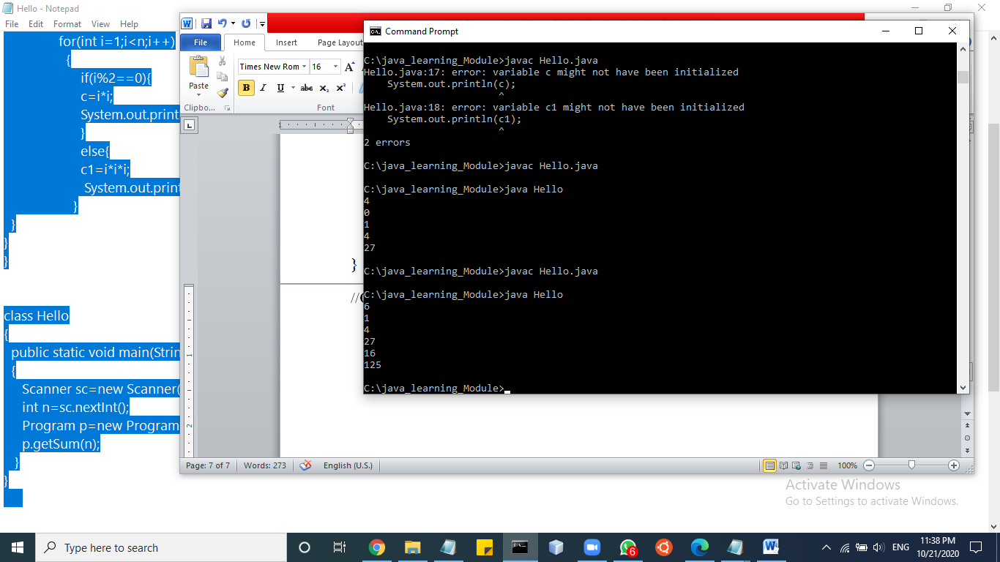 Hello - Notepad
File Edit Format View Help
for(int i=1;i<n;i++)
{
if(i%2==0){
c=i*i;
System.out.print
}
else{
c1=i*i*i;
System.out.print
}
}
}
}
class Hello
{
public static void main(Strin
{
Scanner sc=new Scanner(
int n=sc.nextInt();
Program p=new Program
p.getSum(n);
}
}
File Home Insert Page Layout
Paste
Times New Rom 16
B I U abc x₂ x² A
Clipbo... Font
}
//
Page: 7 of 7 Words: 273 English (U.S.) 100%
Command Prompt
C:\java_learning_Module>javac Hello.java
Hello.java:17: error: variable c might not have been initialized
System.out.println(c);
^
Hello.java:18: error: variable c1 might not have been initialized
System.out.println(c1);
^
2 errors
C:\java_learning_Module>javac Hello.java
C:\java_learning_Module>java Hello
4
0
1
4
27
C:\java_learning_Module>javac Hello.java
C:\java_learning_Module>java Hello
6
1
4
27
16
125
C:\java_learning_Module>
Activate Windows
Go to Settings to activate Windows.
Type here to search
6
ENG
11:38 PM
10/21/2020